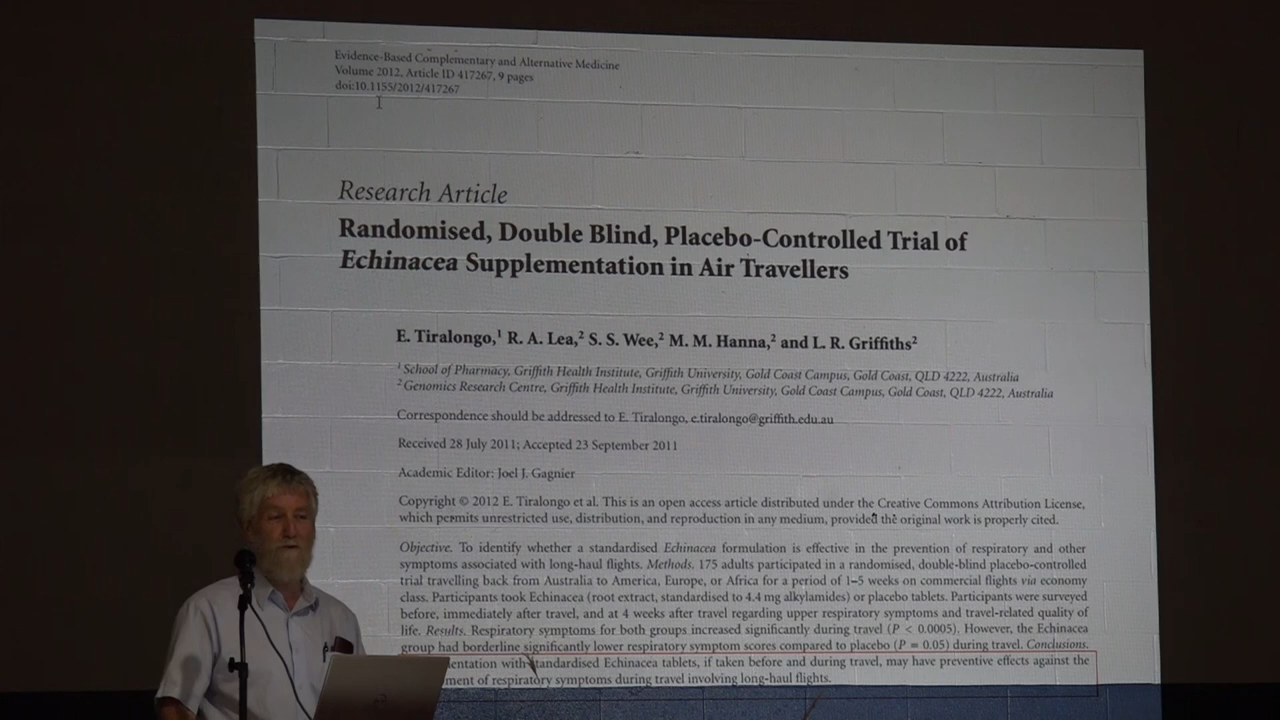 Evidence-Based Complementary and Alternative Medicine
Volume 2012, Article ID 417267, 9 pages
doi:10.1155/2012/417267
Research Article
Randomised, Double Blind, Placebo-Controlled Trial of
Echinacea Supplementation in Air Travellers
E. Tiralongo,1 R. A. Lea,2 S. S. Wee,2 M. M. Hanna,2 and L. R. Griffiths2
1 School of Pharmacy, Griffith Health Institute, Griffith University, Gold Coast Campus, Gold Coast, QLD 4222, Australia
2 Genomics Research Centre, Griffith Health Institute, Griffith University, Gold Coast Campus, Gold Coast, QLD 4222, Australia
Correspondence should be addressed to E. Tiralongo, e.tiralongo@griffith.edu.au
Received 28 July 2011; Accepted 23 September 2011
Academic Editor: Joel J. Gagnier
Copyright © 2012 E. Tiralongo et al. This is an open access article distributed under the Creative Commons Attribution License,
which permits unrestricted use, distribution, and reproduction in any medium, provided the original work is properly cited.
Objective. To identify whether a standardised Echinacea formulation is effective in the prevention of respiratory and other
symptoms associated with long-haul flights. Methods. 175 adults participated in a randomised, double-blind placebo-controlled
trial travelling back from Australia to America, Europe, or Africa for a period of 1–5 weeks on commercial flights via economy
class. Participants took Echinacea (root extract, standardised to 4.4 mg alkylamides) or placebo tablets. Participants were surveyed
before, immediately after travel, and at 4 weeks after travel regarding upper respiratory symptoms and travel-related quality of
life. Results. Respiratory symptoms for both groups increased significantly during travel (P < 0.0005). However, the Echinacea
group had borderline significantly lower respiratory symptom scores compared to placebo (P = 0.05) during travel. Conclusions.
entation with standardised Echinacea tablets, if taken before and during travel, may have preventive effects against the
ment of respiratory symptoms during travel involving long-haul flights.